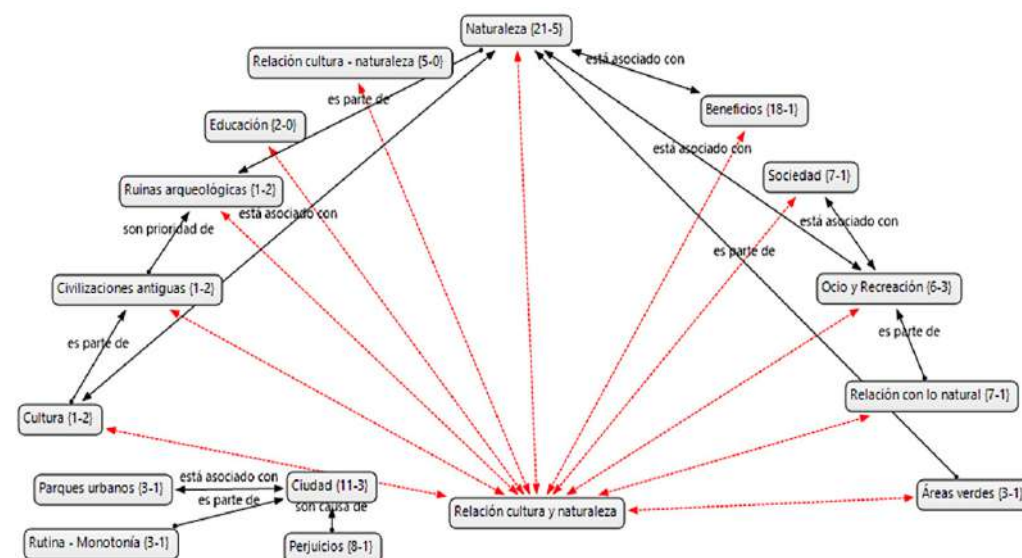 Naturaleza {21-5}
Relación cultura - naturaleza {5-0}
está asociado con
es parte de
Beneficios {18-1}
Educación {2-0}
está asociado con
Sociedad {7-1}
Ruinas arqueológicas {1-2}
está asociado con
está asociado con
son prioridad de
es parte de
Civilizaciones antiguas {1-2}
Ocio y Recreación {6-3}
es parte de
es parte de
Relación con lo natural {7-1}
Cultura {1-2}
está asociado con
Parques urbanos {3-1}
Ciudad {11-3}
Áreas verdes {3-1}
es parte de
son causa de
Relación cultura y naturaleza
Rutina - Monotonía {3-1}
Perjuicios {8-1}